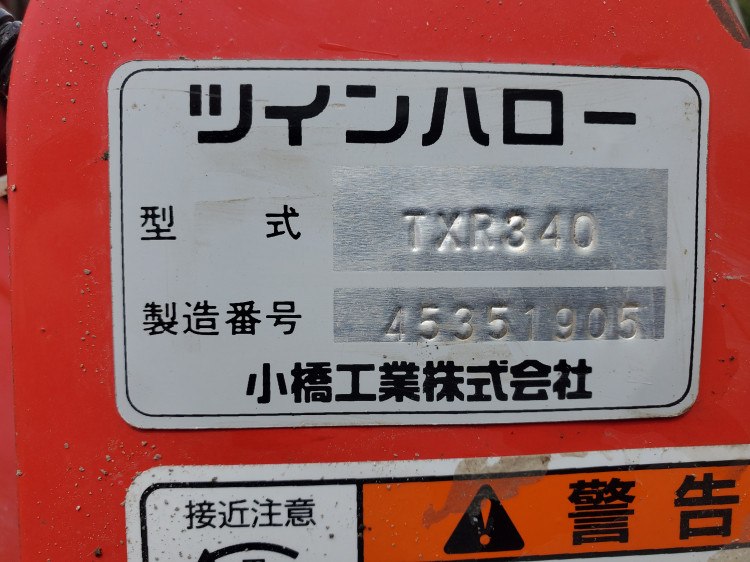 ツインハロー
型式 TXR340
製造番号 45351905
小橋工業株式会社
接近注意
警告